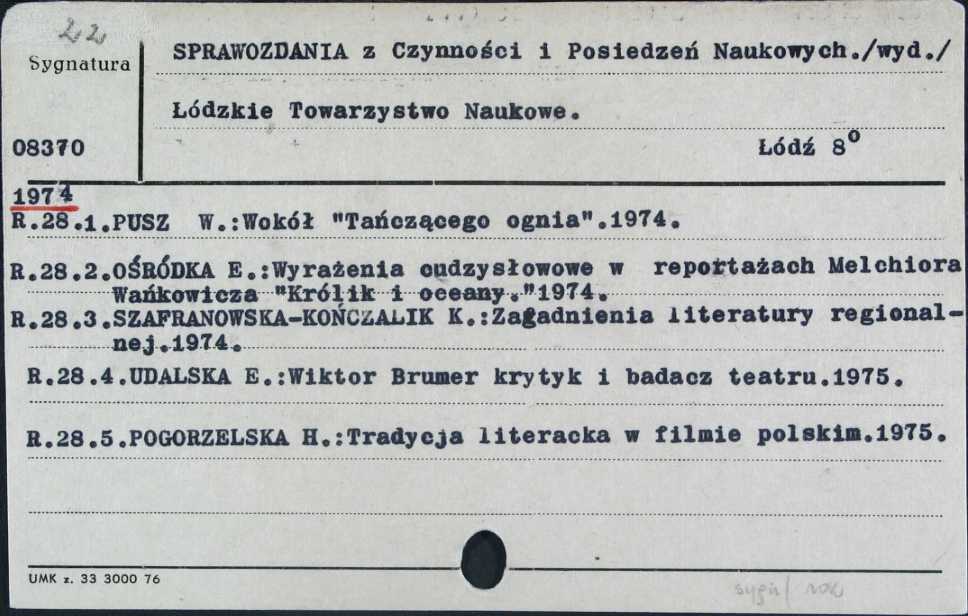 22
Sygnatura
SPRAWOZDANIA z Czynności i Posiedzeń Naukowych./wyd./
Łódzkie Towarzystwo Naukowe.
08370
Łódź 8⁰
1974
R.28.1.PUSZ W.:Wokół "Tańczącego ognia".1974.
R.28.2.OŚRÓDKA E.:Wyrażenia cudzysłowowe w reportażach Melchiora
Wańkowicza "Królik i oceany."1974.
R.28.3.SZAFRANOWSKA-KOŃCZALIK K.:Zagadnienia literatury regional-
nej.1974.
R.28.4.UDALSKA E.:Wiktor Brumer krytyk i badacz teatru.1975.
R.28.5.POGORZELSKA H.:Tradycja literacka w filmie polskim.1975.
UMK z. 33 3000 76
sygn/ rok